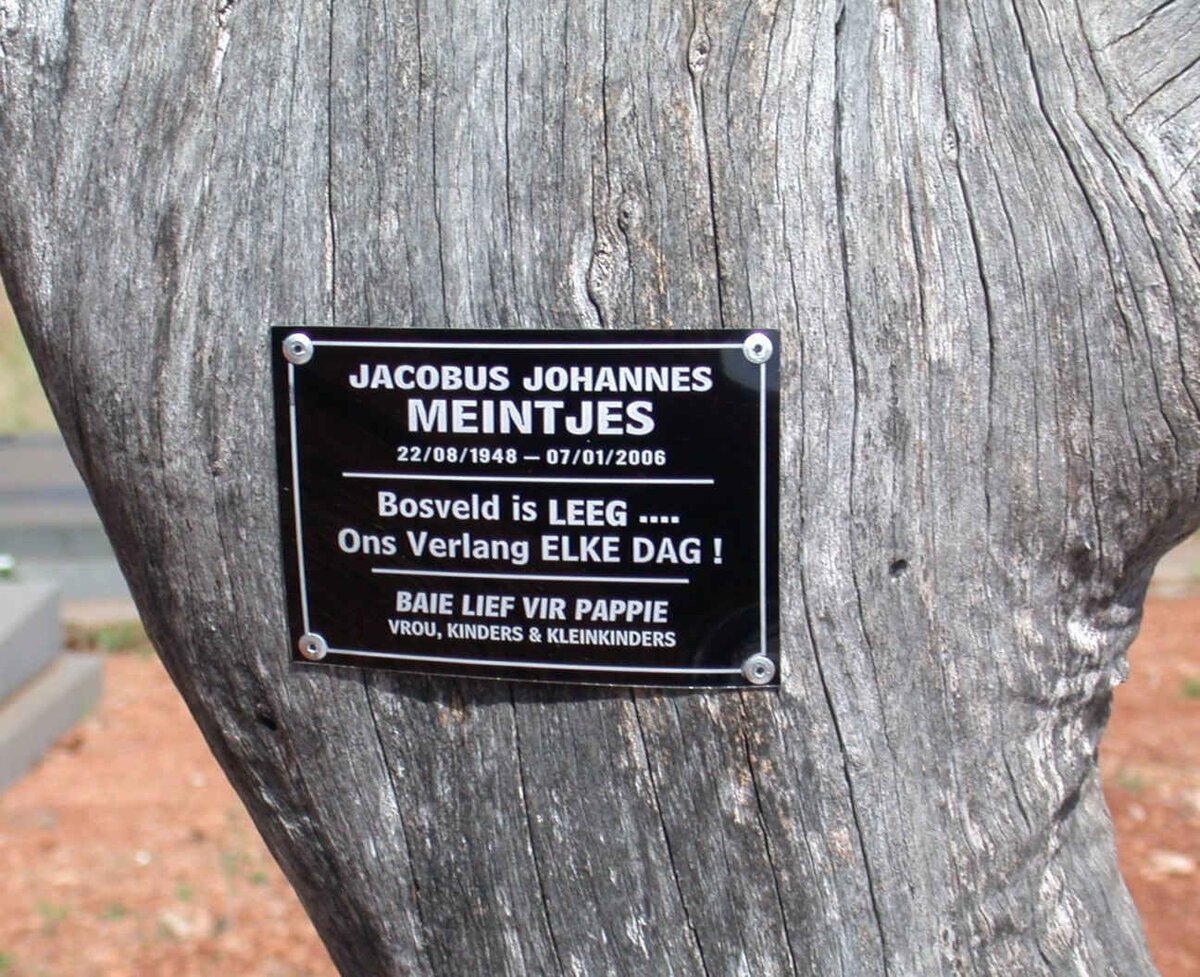 JACOBUS JOHANNES
MEINTJES
22/08/1948 — 07/01/2006
Bosveld is LEEG ....
Ons Verlang ELKE DAG !
BAIE LIEF VIR PAPPIE
VROU, KINDERS & KLEINKINDERS